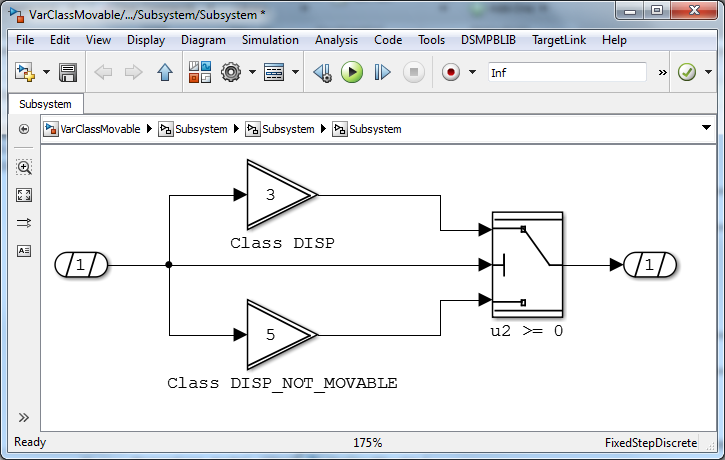 VarClassMovable/.../Subsystem/Subsystem *
File Edit View Display Diagram Simulation Analysis Code Tools DSMPBLIB TargetLink Help
Inf »
Subsystem
VarClassMovable Subsystem Subsystem Subsystem
3
Class DISP
1 1
u2 >= 0
5
Class DISP_NOT_MOVABLE
»
Ready 175% FixedStepDiscrete